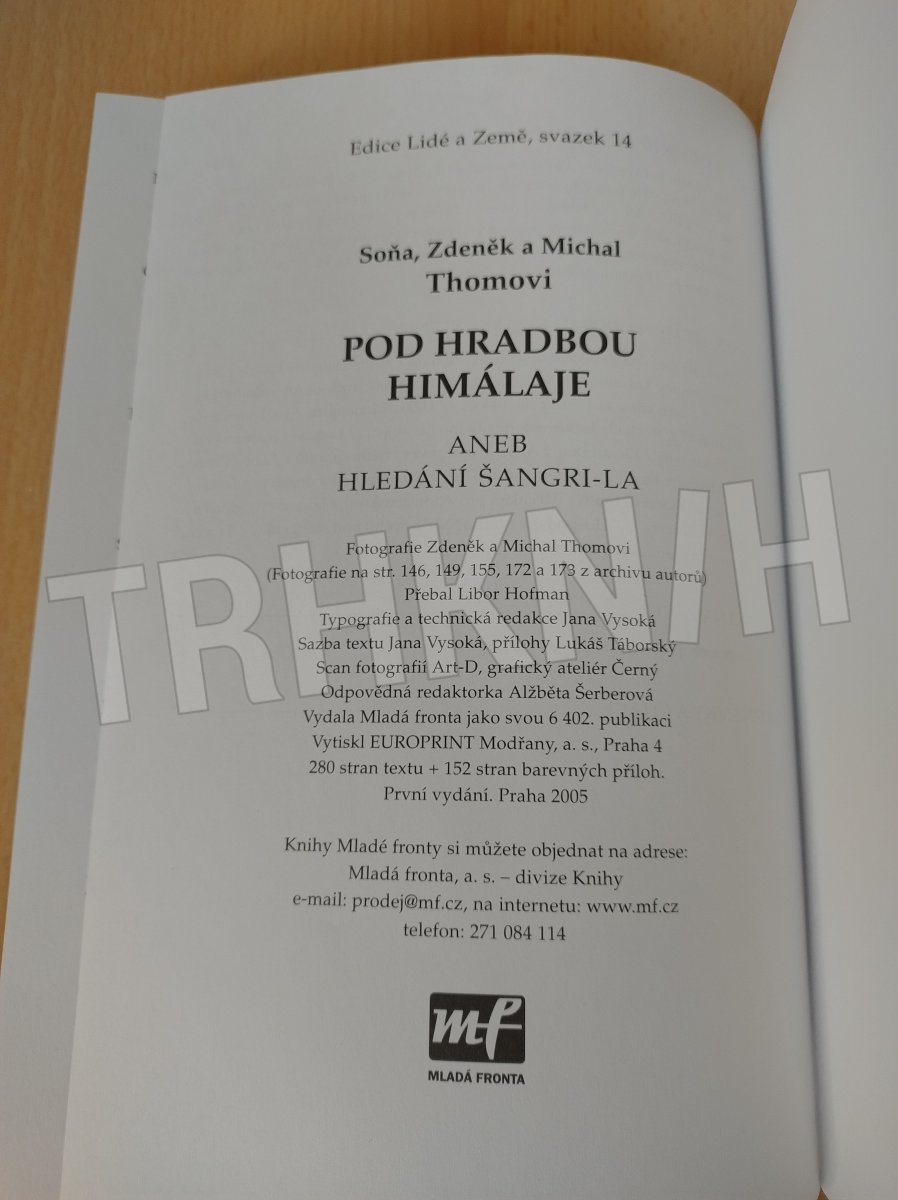 Edice Lidé a Země, svazek 14
Soňa, Zdeněk a Michal
Thomovi
POD HRADBOU
HIMÁLAJE
ANEB
HLEDÁNÍ ŠANGRI-LA
Fotografie Zdeněk a Michal Thomovi
(Fotografie na str. 146, 149, 155, 172 a 173 z archivu autorů)
Přebal Libor Hofman
Typografie a technická redakce Jana Vysoká
Sazba textu Jana Vysoká, přílohy Lukáš Táborský
Scan fotografií Art-D, grafický ateliér Černý
Odpovědná redaktorka Alžběta Šerberová
Vydala Mladá fronta jako svou 6 402. publikaci
Vytiskl EUROPRINT Modřany, a. s., Praha 4
280 stran textu + 152 stran barevných příloh.
První vydání. Praha 2005
Knihy Mladé fronty si můžete objednat na adrese:
Mladá fronta, a. s. – divize Knihy
e-mail: prodej@mf.cz, na internetu: www.mf.cz
telefon: 271 084 114
mf
MLADÁ FRONTA
TRHKNIH